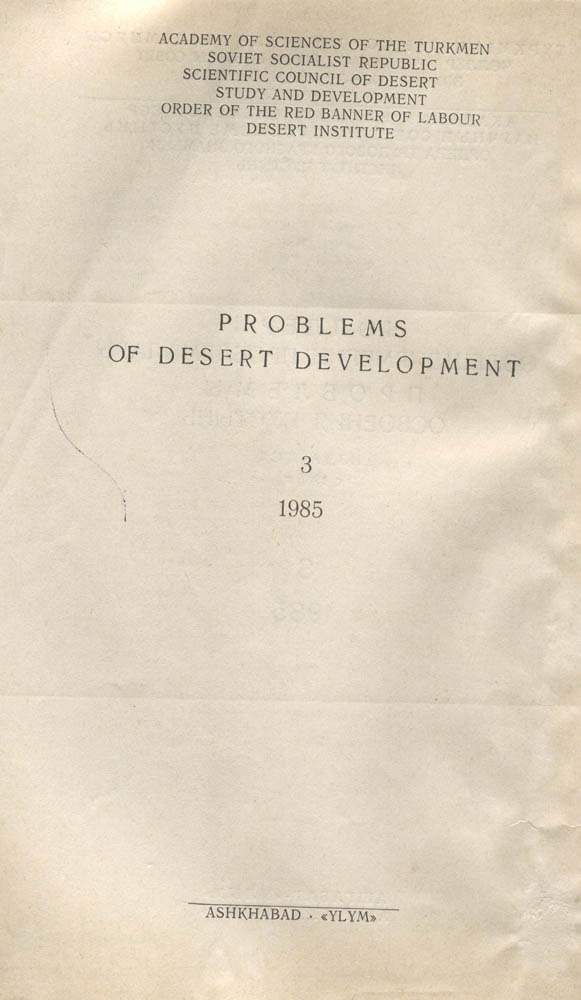 ACADEMY OF SCIENCES OF THE TURKMEN
SOVIET SOCIALIST REPUBLIC
SCIENTIFIC COUNCIL OF DESERT
STUDY AND DEVELOPMENT
ORDER OF THE RED BANNER OF LABOUR
DESERT INSTITUTE
PROBLEMS
OF DESERT DEVELOPMENT
3
1985
ASHKHABAD · «YLYM»